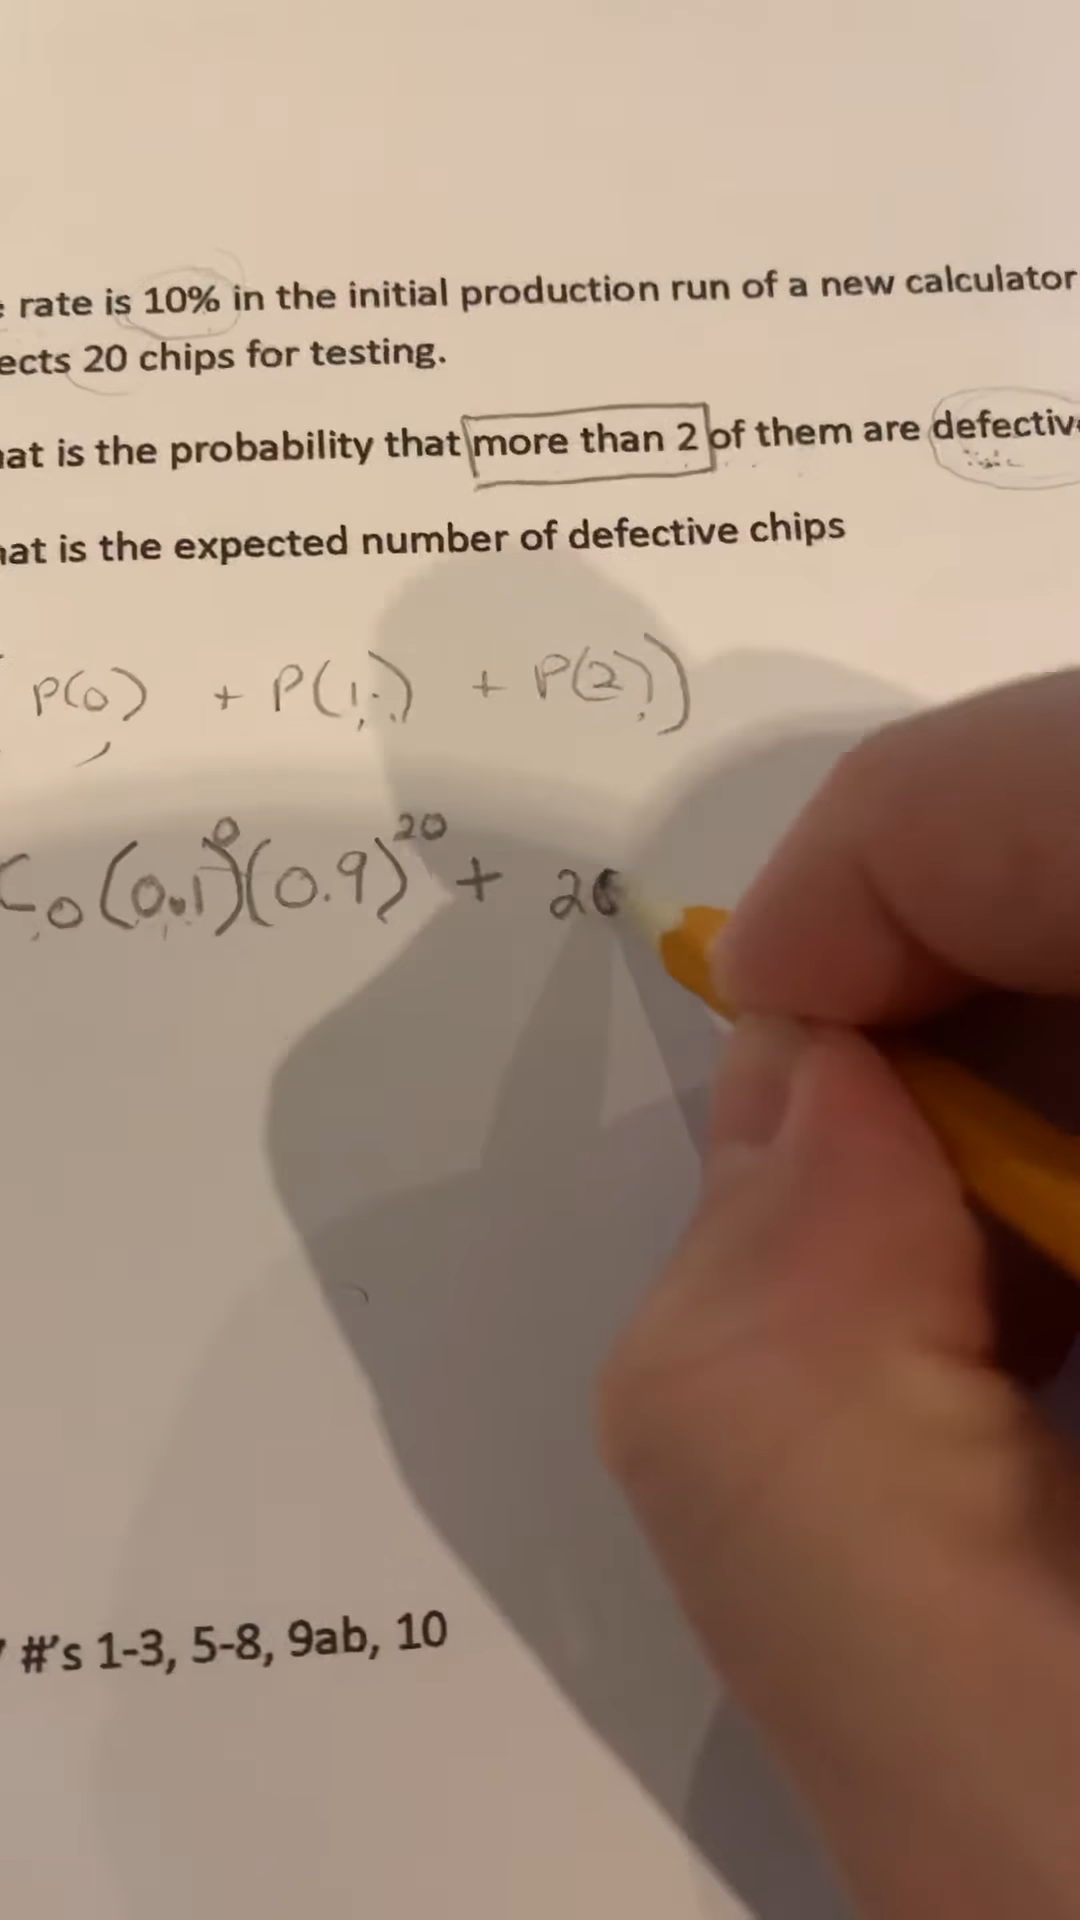 rate is 10% in the initial production run of a new calculator
ects 20 chips for testing.
at is the probability that more than 2 of them are defectiv
at is the expected number of defective chips
P(0) + P(1) + P(2))
C₀(0.1)⁰(0.9)²⁰ + 20
#'s 1-3, 5-8, 9ab, 10